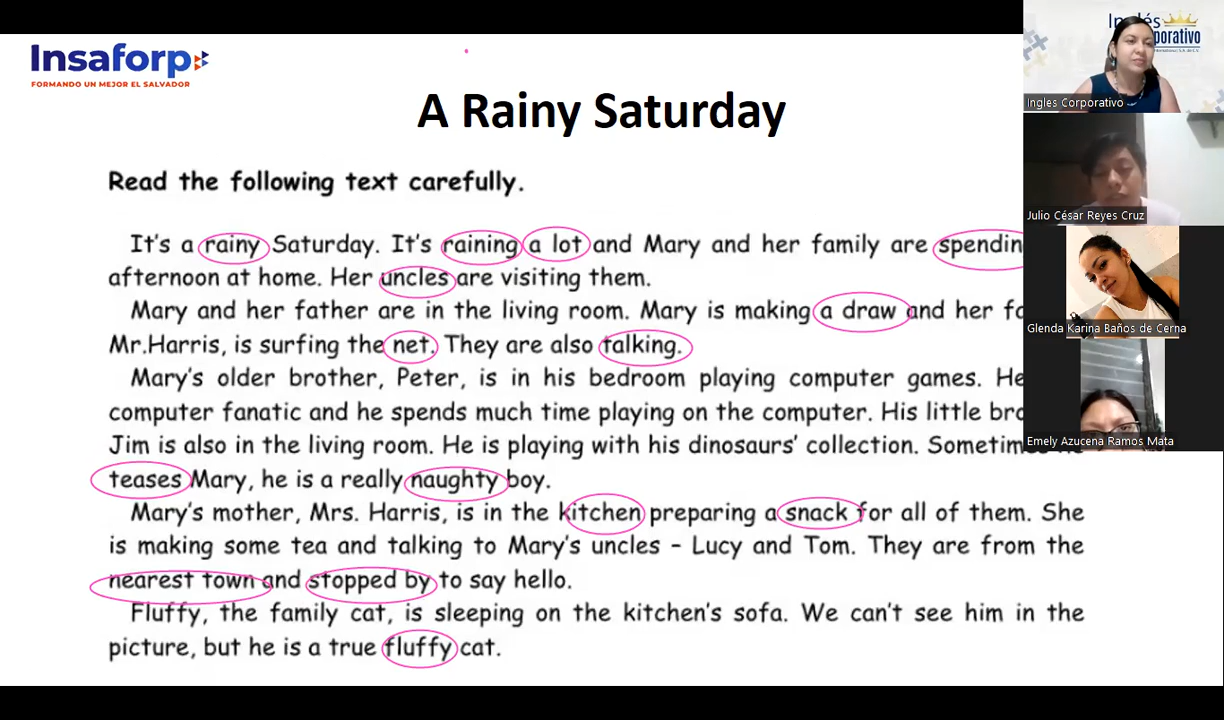 Insaforp
FORMANDO UN MEJOR EL SALVADOR
A Rainy Saturday
Read the following text carefully.
It's a rainy Saturday. It's raining a lot and Mary and her family are spendin
afternoon at home. Her uncles are visiting them.
Mary and her father are in the living room. Mary is making a draw and her
Mr.Harris, is surfing the net. They are also talking.
Mary's older brother, Peter, is in his bedroom playing computer games. He
computer fanatic and he spends much time playing on the computer. His little bro
Jim is also in the living room. He is playing with his dinosaurs' collection. Sometim he
teases Mary, he is a really naughty boy.
Mary's mother, Mrs. Harris, is in the kitchen preparing a snack for all of them. She
is making some tea and talking to Mary's uncles – Lucy and Tom. They are from the
nearest town and stopped by to say hello.
Fluffy, the family cat, is sleeping on the kitchen's sofa. We can't see him in the
picture, but he is a true fluffy cat.
Inglés
porativo
Ingles Corporativo
Julio César Reyes Cruz
Glenda Karina Baños de Cerna
Emely Azucena Ramos Mata